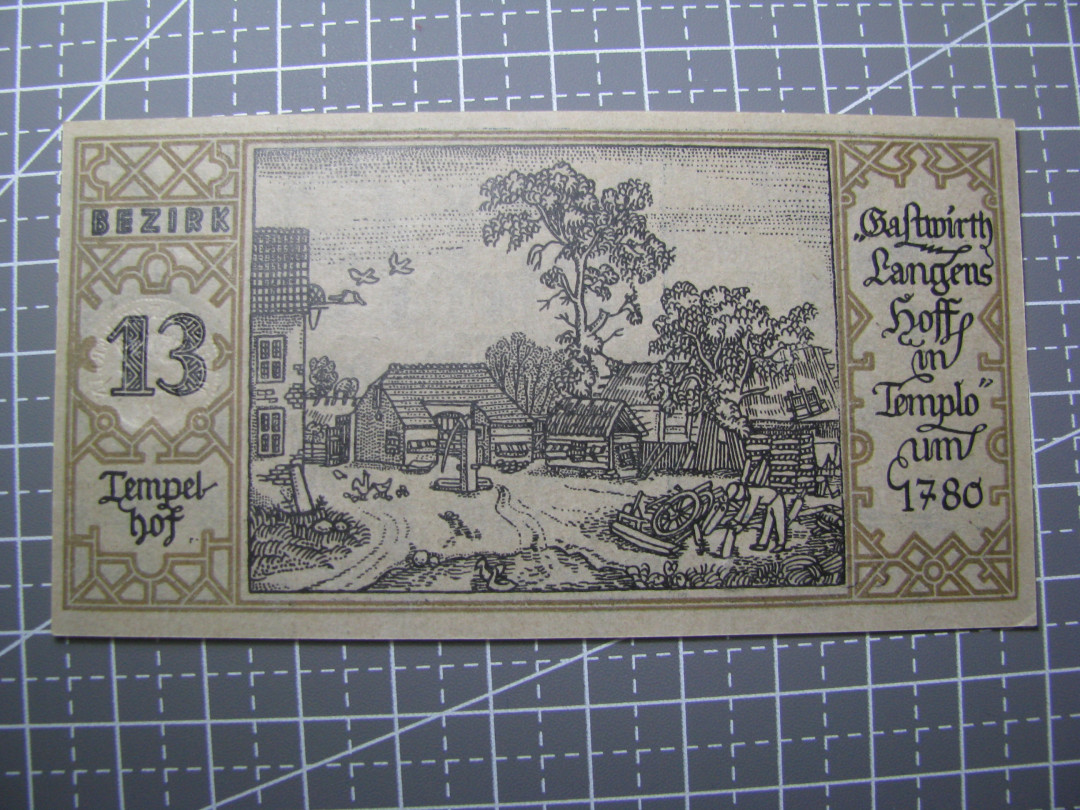 BEZIRK
13
Tempel-
hof
„Gastwirth
Langens
Hoff
in
Templo"
um
1780